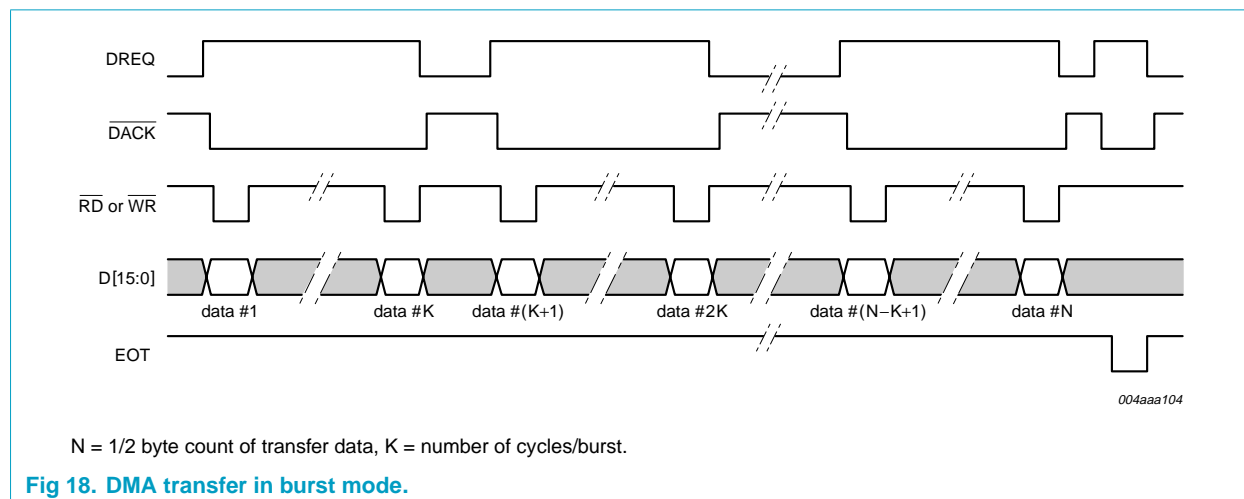 DREQ
DACK
RD or WR
D[15:0]
data #1 data #K data #(K+1) data #2K data #(N−K+1) data #N
EOT
004aaa104
N = 1/2 byte count of transfer data, K = number of cycles/burst.
Fig 18. DMA transfer in burst mode.